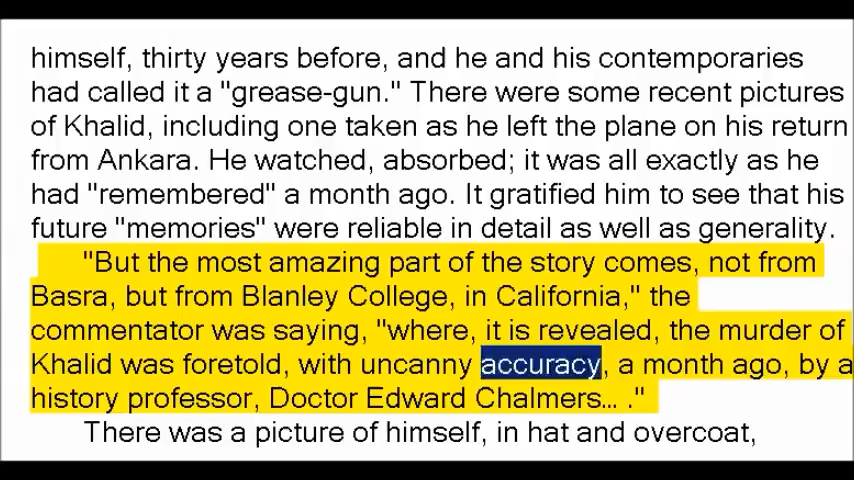 himself, thirty years before, and he and his contemporaries
had called it a "grease-gun." There were some recent pictures
of Khalid, including one taken as he left the plane on his return
from Ankara. He watched, absorbed; it was all exactly as he
had "remembered" a month ago. It gratified him to see that his
future "memories" were reliable in detail as well as generality.
"But the most amazing part of the story comes, not from
Basra, but from Blanley College, in California," the
commentator was saying, "where, it is revealed, the murder of
Khalid was foretold, with uncanny accuracy, a month ago, by a
history professor, Doctor Edward Chalmers... ."
There was a picture of himself, in hat and overcoat,